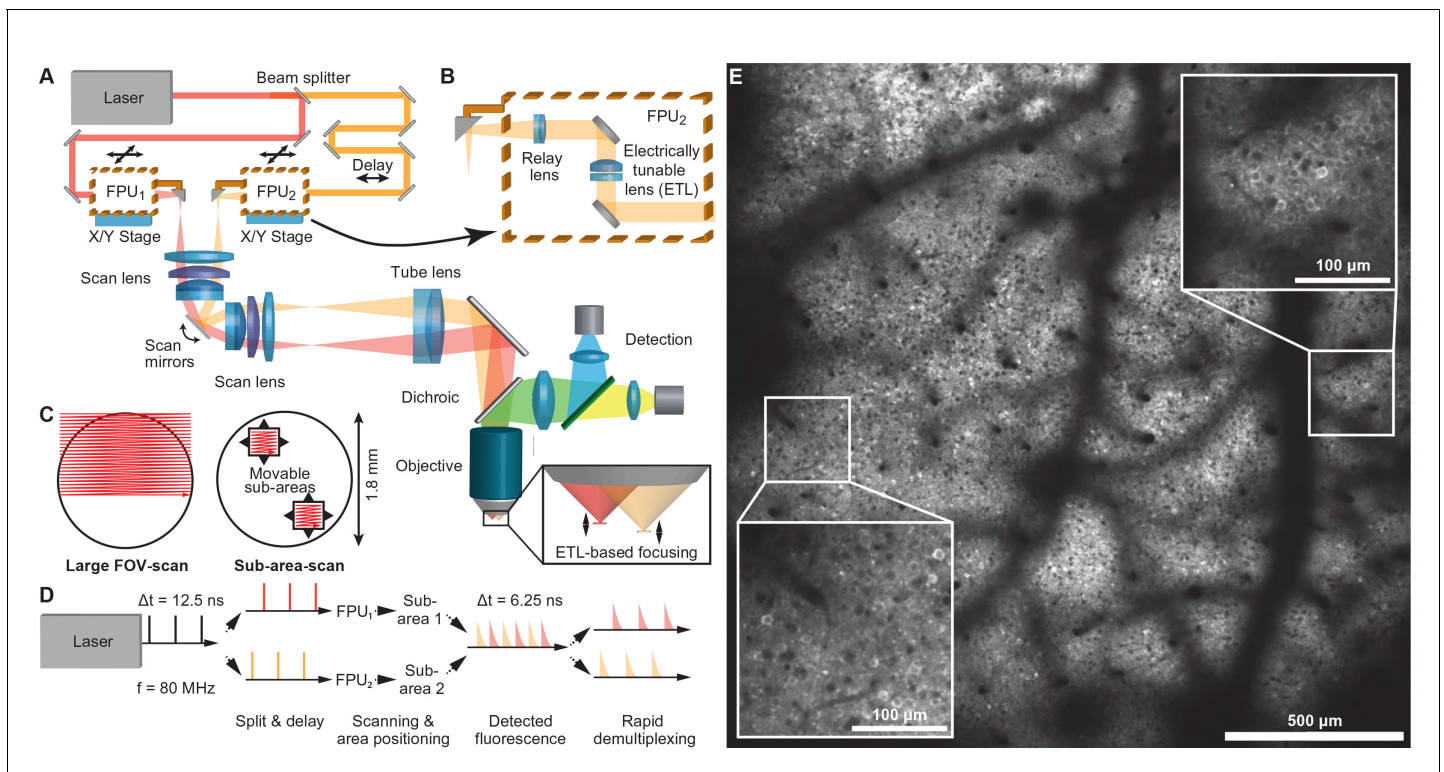 A
Beam splitter
Laser
FPU1
FPU2
Delay
X/Y Stage
X/Y Stage
Scan lens
Scan
mirrors
Scan lens
Tube lens
Detection
Dichroic
Objective
ETL-based focusing
B
FPU2
Relay
lens
Electrically
tunable
lens (ETL)
C
Movable
sub-areas
1.8 mm
Large FOV-scan
Sub-area-scan
D
Laser
Δt = 12.5 ns
f = 80 MHz
FPU1
FPU2
Sub-
area 1
Sub-
area 2
Δt = 6.25 ns
Split & delay
Scanning &
area positioning
Detected
fluorescence
Rapid
demultiplexing
E
100 µm
100 µm
500 µm